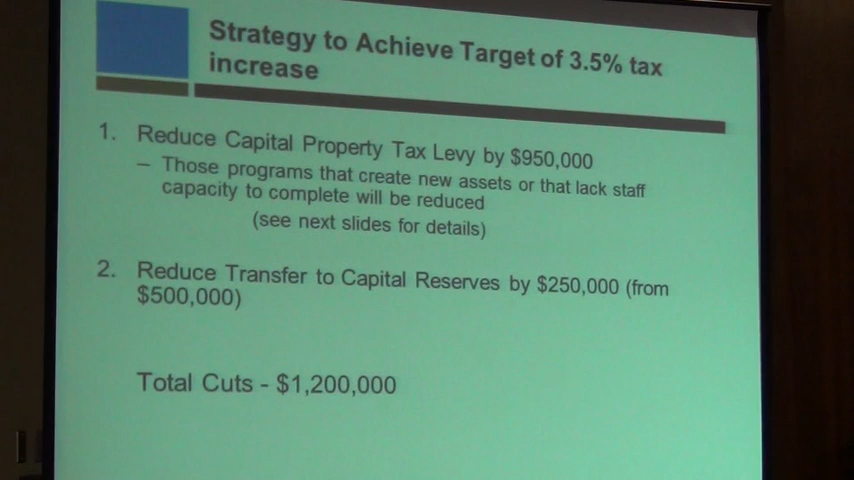 Strategy to Achieve Target of 3.5% tax
increase
1. Reduce Capital Property Tax Levy by $950,000
– Those programs that create new assets or that lack staff
capacity to complete will be reduced
(see next slides for details)
2. Reduce Transfer to Capital Reserves by $250,000 (from
$500,000)
Total Cuts - $1,200,000